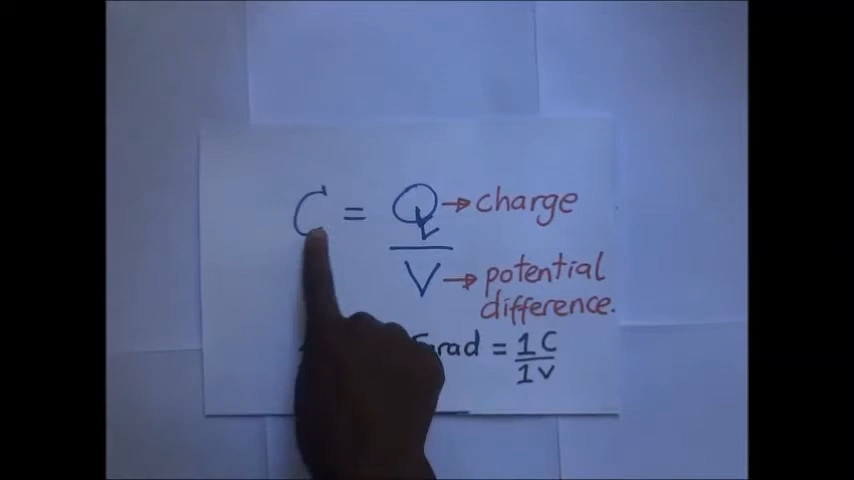 C = Q → charge
V → potential
difference.
= 1 C
1 V